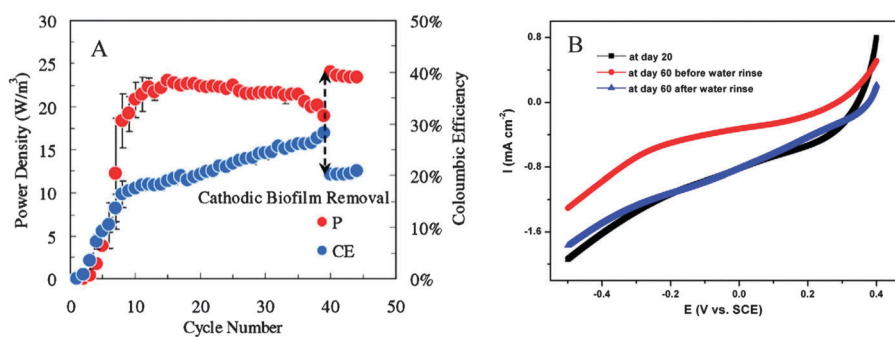 A
Power Density (W/m³)
30
25
20
15
10
5
0
50%
40%
30%
20%
10%
0%
Coloumbic Efficiency
Cathodic Biofilm Removal
P
CE
0
10
20
30
40
50
Cycle Number
B
at day 20
at day 60 before water rinse
at day 60 after water rinse
I (mA cm⁻²)
0.8
0.0
-0.8
-1.6
-0.4
-0.2
0.0
0.2
0.4
E (V vs. SCE)